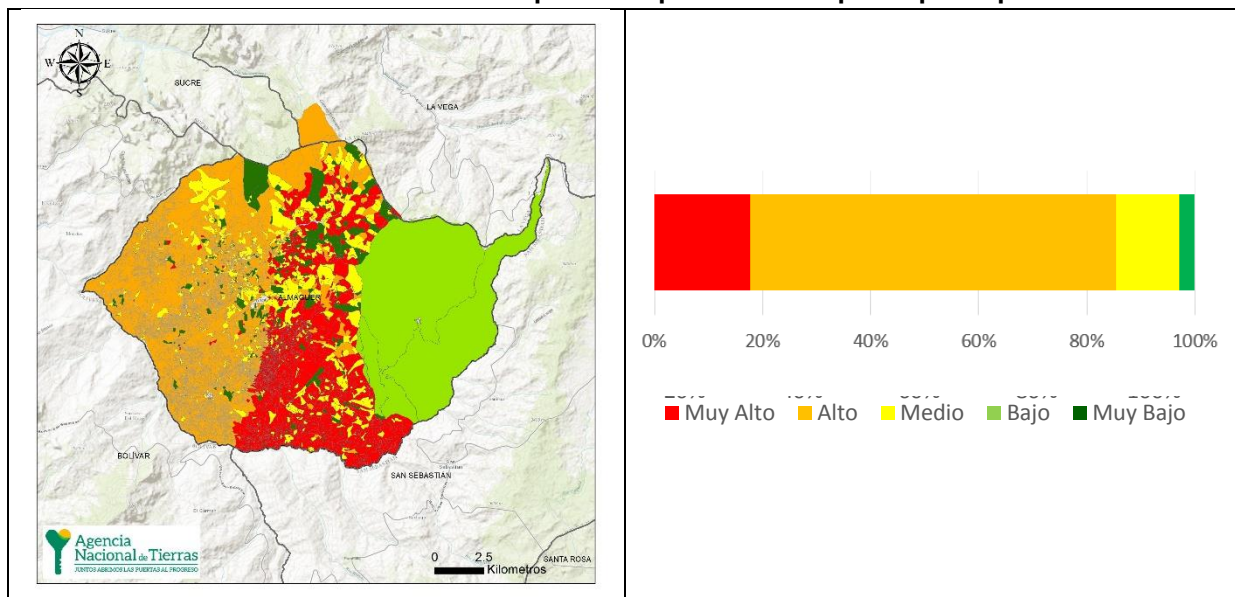 N
W E
S
SUCRE
LA VEGA
ALMAGUER
BOLÍVAR
SAN SEBASTIAN
SANTA ROSA
Agencia
Nacional de Tierras
JUNTOS ABRIMOS LAS PUERTAS AL PROGRESO
0 2.5
Kilometros
0% 20% 40% 60% 80% 100%
Muy Alto Alto Medio Bajo Muy Bajo